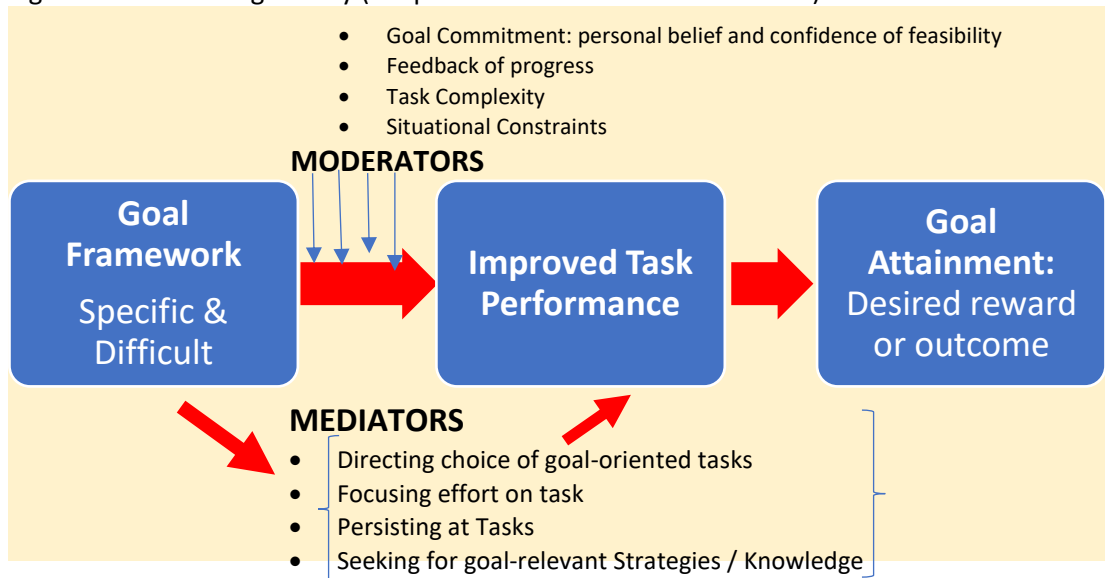 • Goal Commitment: personal belief and confidence of feasibility
• Feedback of progress
• Task Complexity
• Situational Constraints
MODERATORS
Goal
Framework
Specific &
Difficult
Improved Task
Performance
Goal
Attainment:
Desired reward
or outcome
MEDIATORS
• Directing choice of goal-oriented tasks
• Focusing effort on task
• Persisting at Tasks
• Seeking for goal-relevant Strategies / Knowledge